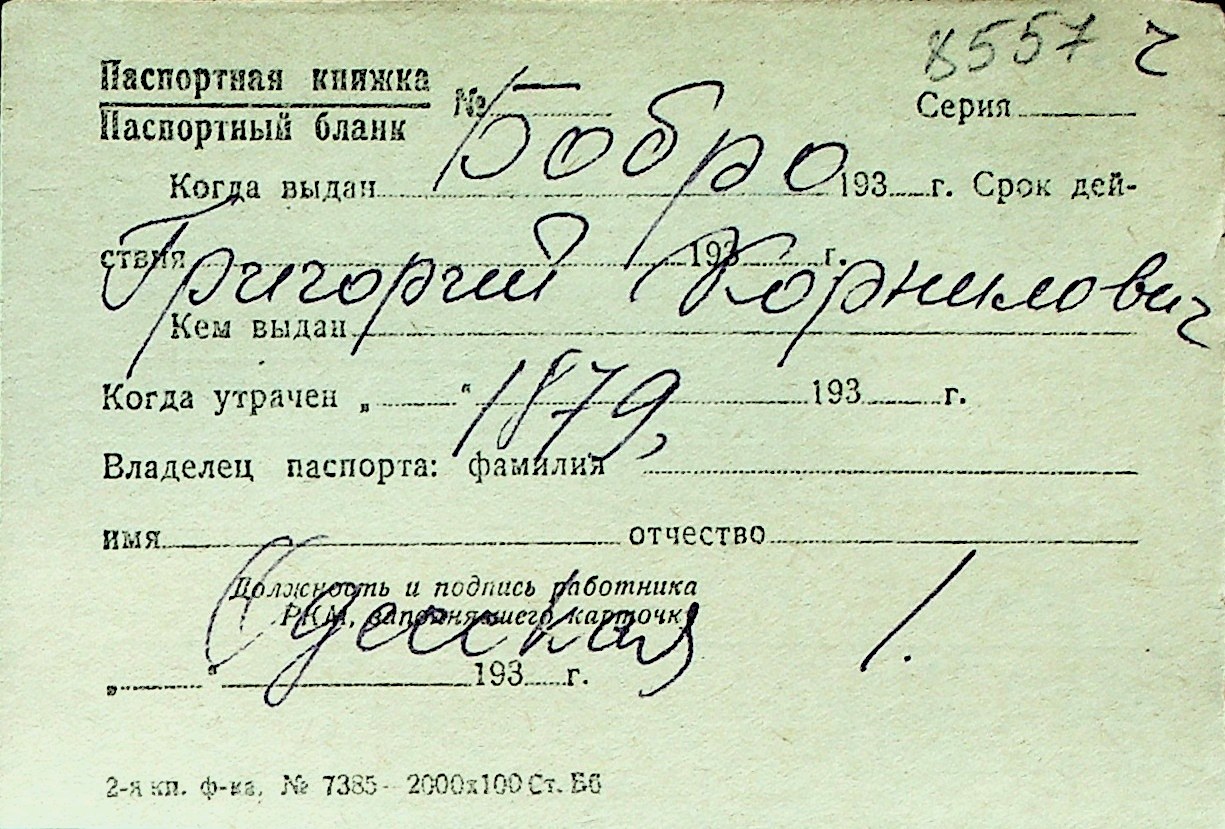 8557 ч
Паспортная книжка
Паспортный бланк
№ Серия
Бобро
Когда выдан 193 г. Срок дей-
ствия 193 г.
Григорий Корнилович
Кем выдан
Когда утрачен „ “ 193 г.
1879,
Владелец паспорта: фамилия
имя отчество
Должность и подпись работника
РКМ, заполнявшего карточку
Одесская 1.
„ “ 193 г.
2-я кп. ф-ка, № 7385—2000х100 Ст. Б6